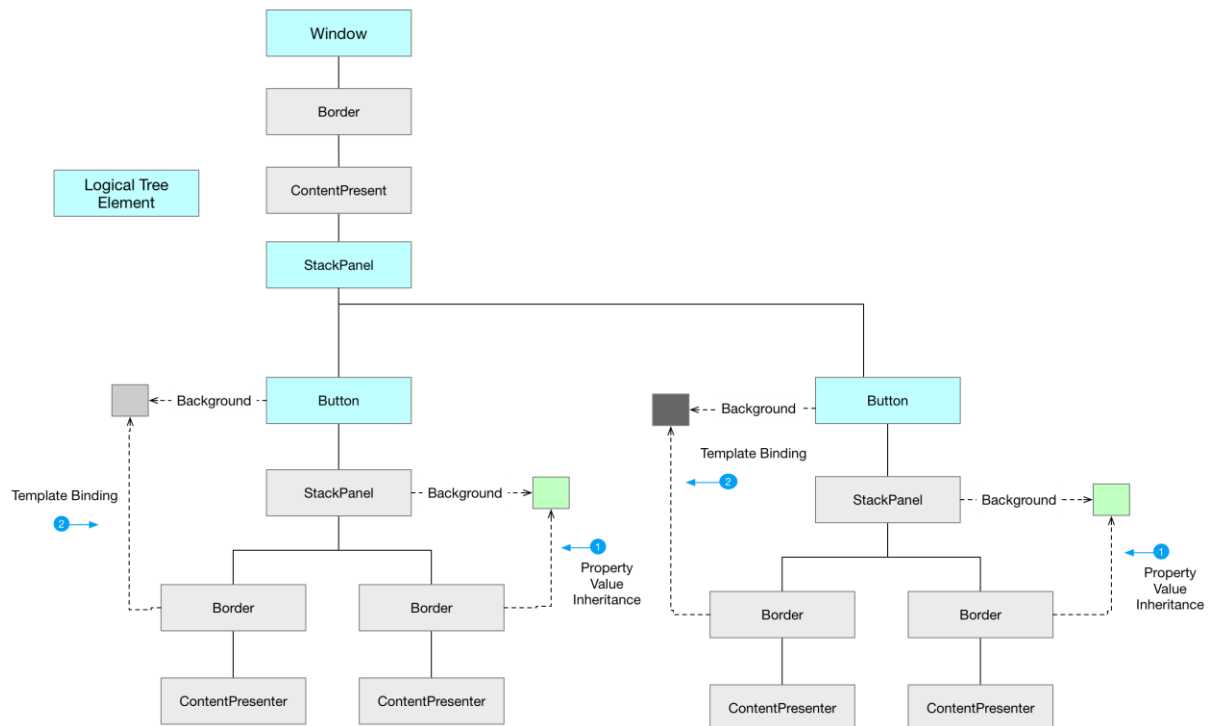 Window
Border
Logical Tree
Element
ContentPresent
StackPanel
Background
Button
Background
Button
Template Binding
2
StackPanel
Background
Template Binding
2
StackPanel
Background
1
Property
Value
Inheritance
1
Property
Value
Inheritance
Border
Border
Border
Border
ContentPresenter
ContentPresenter
ContentPresenter
ContentPresenter